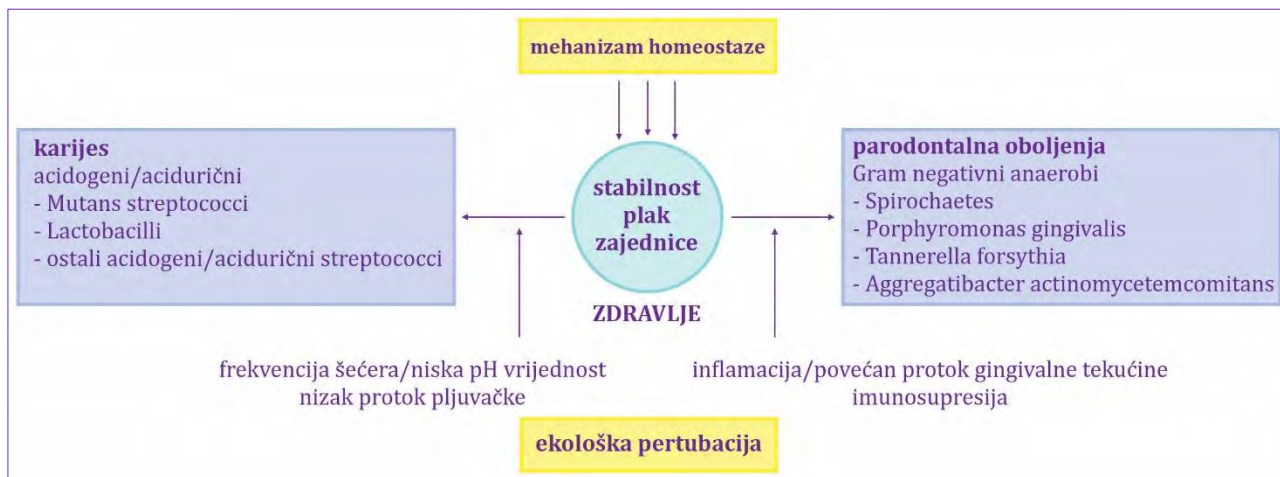 mehanizam homeostaze
karijes
acidogeni/acidurični
- Mutans streptococci
- Lactobacilli
- ostali acidogeni/acidurični streptococci
stabilnost
plak
zajednice
ZDRAVLJE
parodontalna oboljenja
Gram negativni anaerobi
- Spirochaetes
- Porphyromonas gingivalis
- Tannerella forsythia
- Aggregatibacter actinomycetemcomitans
frekvencija šećera/niska pH vrijednost
nizak protok pljuvačke
inflamacija/povećan protok gingivalne tekućine
imunosupresija
ekološka pertubacija